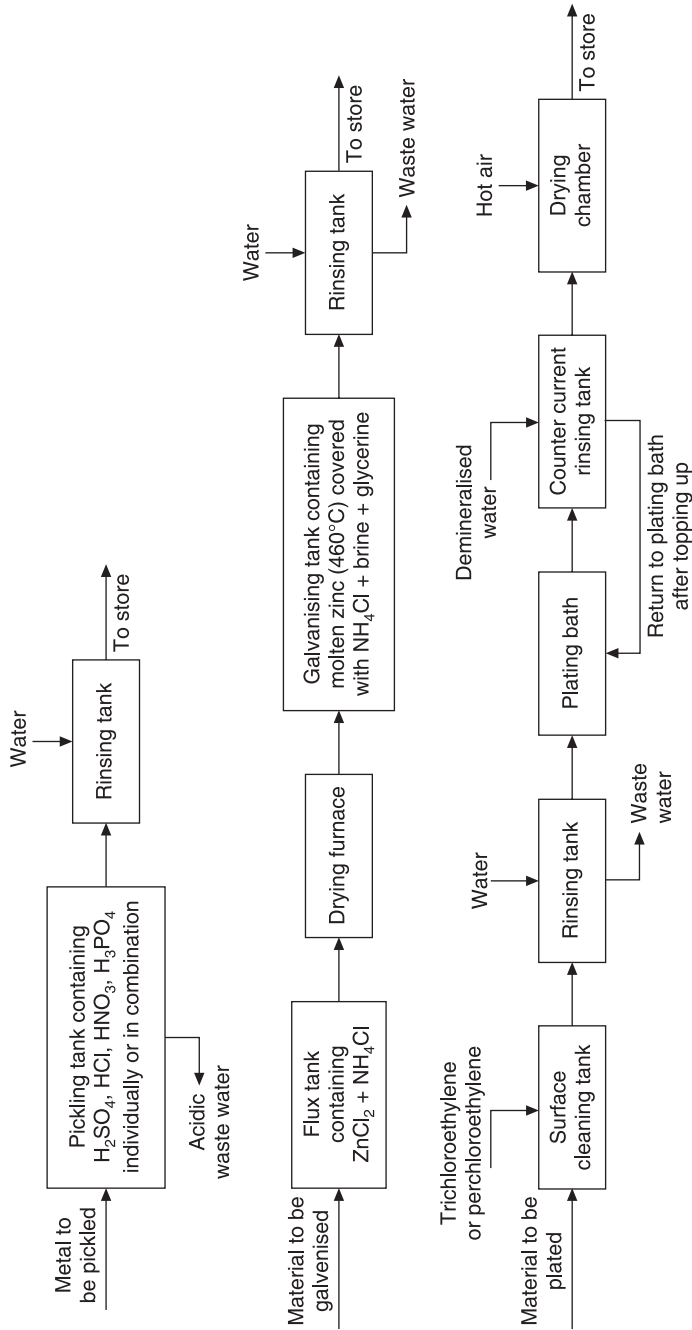 Metal to
be pickled
Pickling tank containing
H₂SO₄, HCl, HNO₃, H₃PO₄
individually or in combination
Acidic
waste water
Water
Rinsing tank
To store
Material to be
galvenised
Flux tank
containing
ZnCl₂ + NH₄Cl
Drying furnace
Galvanising tank containing
molten zinc (460°C) covered
with NH₄Cl + brine + glycerine
Water
Rinsing tank
To store
Waste water
Material to be
plated
Trichloroethylene
or perchloroethylene
Surface
cleaning tank
Water
Rinsing tank
Waste
water
Plating bath
Demineralised
water
Counter current
rinsing tank
Return to plating bath
after topping up
Hot air
Drying
chamber
To store